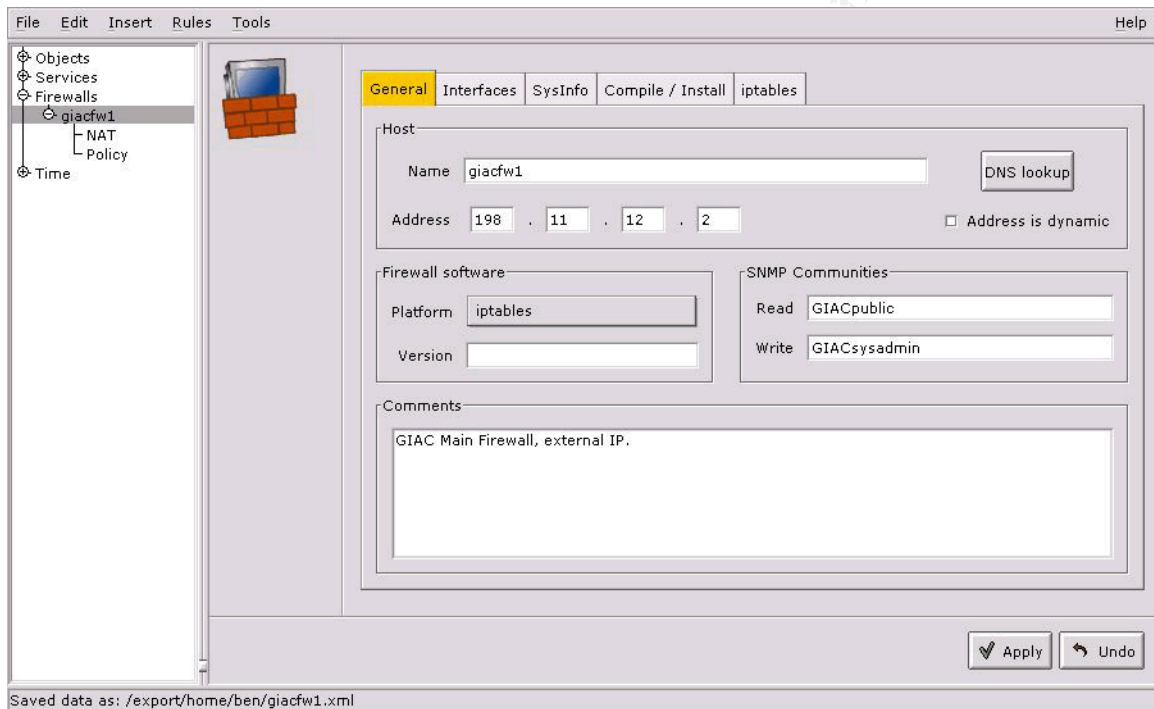 File Edit Insert Rules Tools Help
Objects
Services
Firewalls
giacfw1
NAT
Policy
Time
General Interfaces SysInfo Compile / Install iptables
Host
Name giacfw1 DNS lookup
Address 198 . 11 . 12 . 2 Address is dynamic
Firewall software
Platform iptables
Version
SNMP Communities
Read GIACpublic
Write GIACsysadmin
Comments
GIAC Main Firewall, external IP.
Apply Undo
Saved data as: /export/home/ben/giacfw1.xml